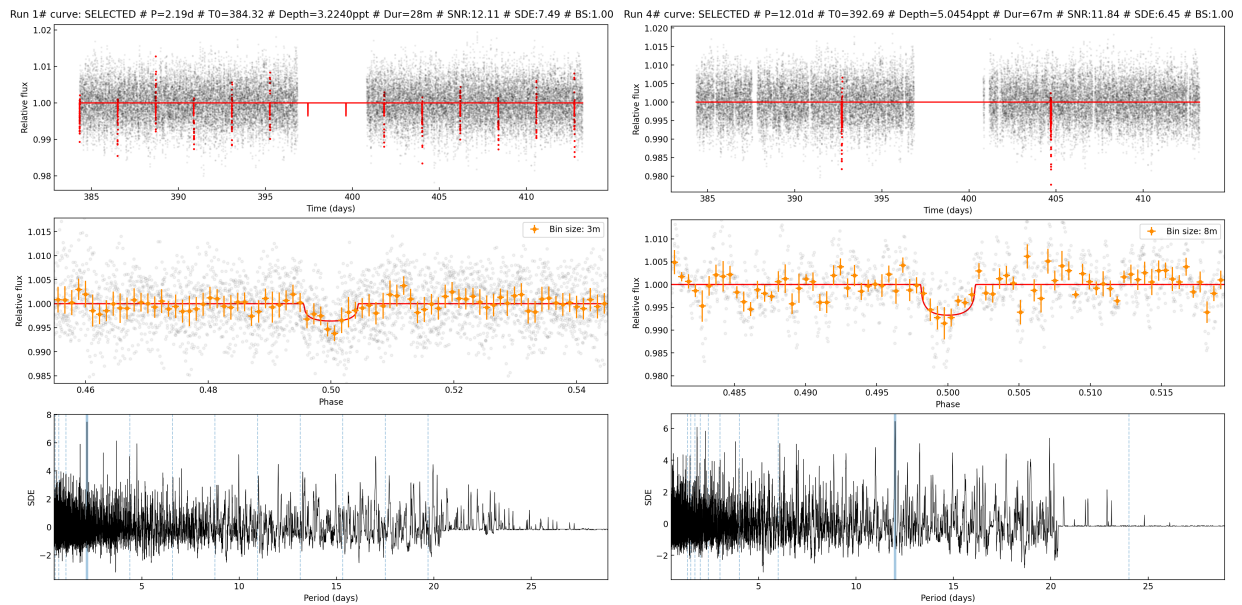 Run 1# curve: SELECTED # P=2.19d # T0=384.32 # Depth=3.2240ppt # Dur=28m # SNR:12.11 # SDE:7.49 # BS:1.00
1.02
1.01
1.00
0.99
0.98
Relative flux
385 390 395 400 405 410
Time (days)
1.015
1.010
1.005
1.000
0.995
0.990
0.985
Relative flux
Bin size: 3m
0.46 0.48 0.50 0.52 0.54
Phase
8
6
4
2
0
−2
SDE
5 10 15 20 25
Period (days)
Run 4# curve: SELECTED # P=12.01d # T0=392.69 # Depth=5.0454ppt # Dur=67m # SNR:11.84 # SDE:6.45 # BS:1.00
1.020
1.015
1.010
1.005
1.000
0.995
0.990
0.985
0.980
Relative flux
385 390 395 400 405 410
Time (days)
1.010
1.005
1.000
0.995
0.990
0.985
0.980
Relative flux
Bin size: 8m
0.485 0.490 0.495 0.500 0.505 0.510 0.515
Phase
6
4
2
0
−2
SDE
5 10 15 20 25
Period (days)